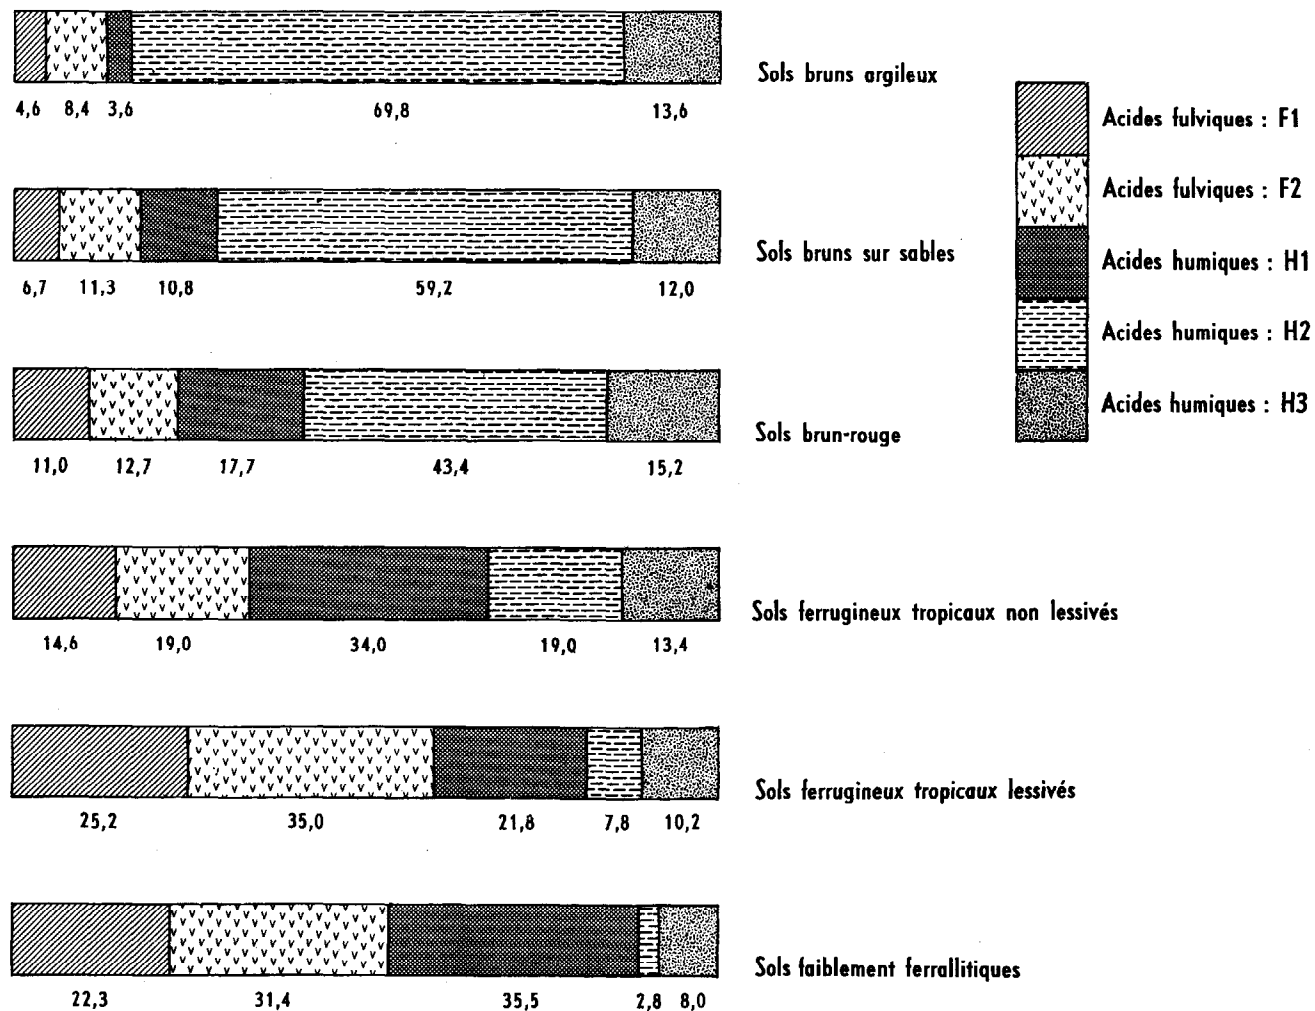 Sols bruns argileux
4,6 8,4 3,6 69,8 13,6
Acides fulviques : F1
Acides fulviques : F2
Acides humiques : H1
Acides humiques : H2
Acides humiques : H3
Sols bruns sur sables
6,7 11,3 10,8 59,2 12,0
Sols brun-rouge
11,0 12,7 17,7 43,4 15,2
Sols ferrugineux tropicaux non lessivés
14,6 19,0 34,0 19,0 13,4
Sols ferrugineux tropicaux lessivés
25,2 35,0 21,8 7,8 10,2
Sols faiblement ferrallitiques
22,3 31,4 35,5 2,8 8,0